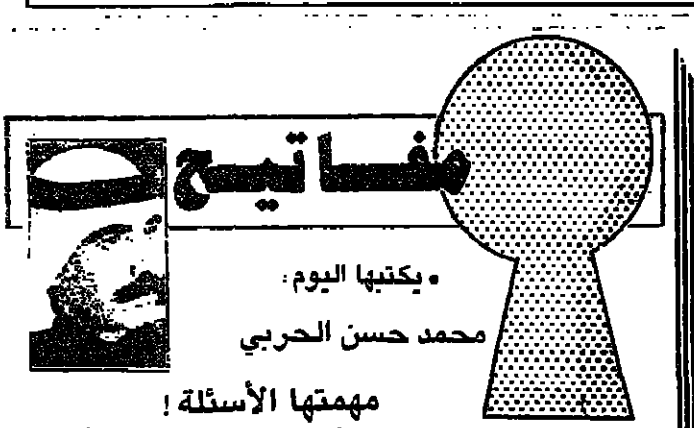 مفاتيح
• يكتبها اليوم:
محمد حسن الحربي
مهمتها الأسئلة !